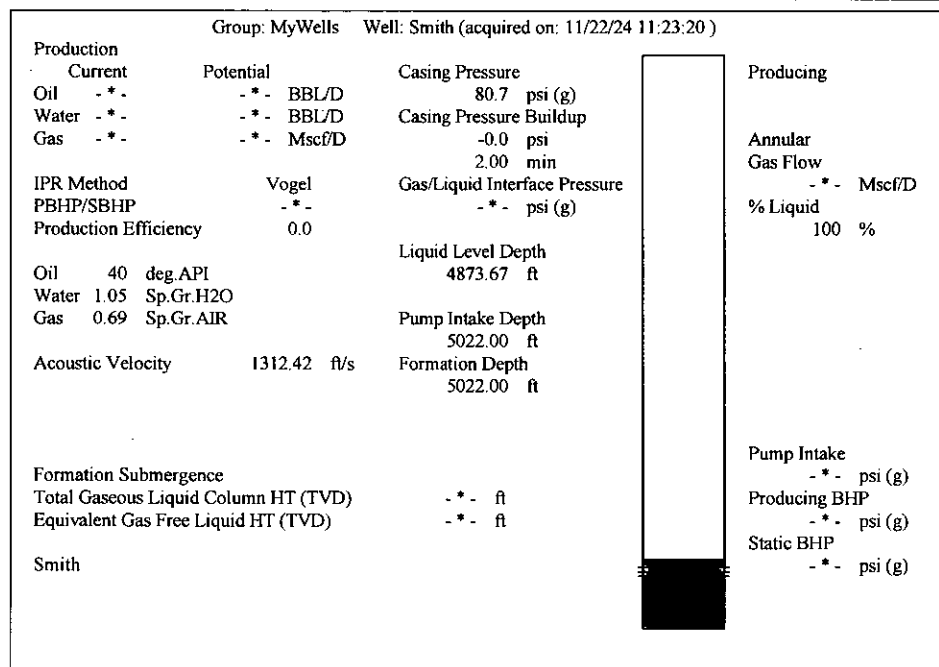 Group: MyWells Well: Smith (acquired on: 11/22/24 11:23:20 )
Production
Current Potential
Oil - * - - * - BBL/D
Water - * - - * - BBL/D
Gas - * - - * - Mscf/D
IPR Method Vogel
PBHP/SBHP - * -
Production Efficiency 0.0
Oil 40 deg.API
Water 1.05 Sp.Gr.H2O
Gas 0.69 Sp.Gr.AIR
Acoustic Velocity 1312.42 ft/s
Formation Submergence
Total Gaseous Liquid Column HT (TVD) - * - ft
Equivalent Gas Free Liquid HT (TVD) - * - ft
Smith
Casing Pressure
80.7 psi (g)
Casing Pressure Buildup
-0.0 psi
2.00 min
Gas/Liquid Interface Pressure
- * - psi (g)
Liquid Level Depth
4873.67 ft
Pump Intake Depth
5022.00 ft
Formation Depth
5022.00 ft
Producing
Annular
Gas Flow
- * - Mscf/D
% Liquid
100 %
Pump Intake
- * - psi (g)
Producing BHP
- * - psi (g)
Static BHP
- * - psi (g)